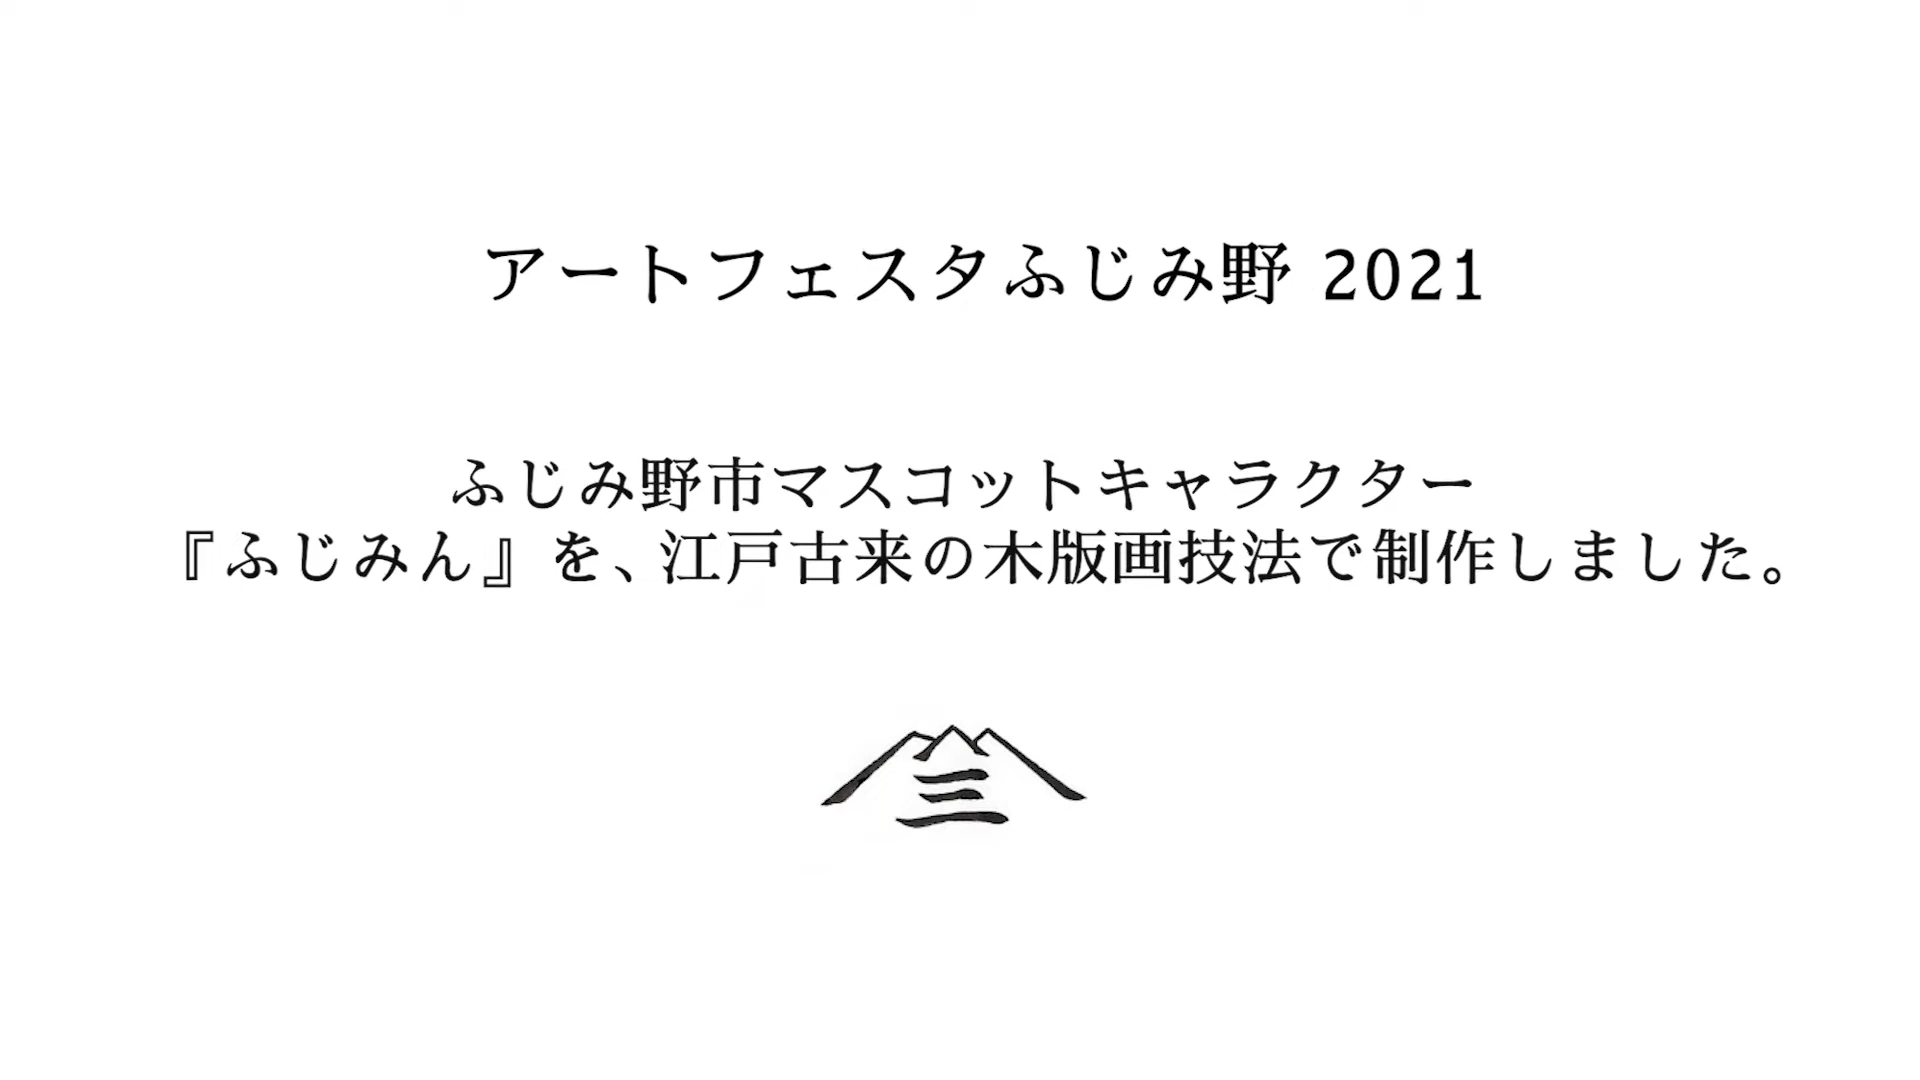 アートフェスタふじみ野 2021
ふじみ野市マスコットキャラクター
『ふじみん』を、江戸古来の木版画技法で制作しました。
三